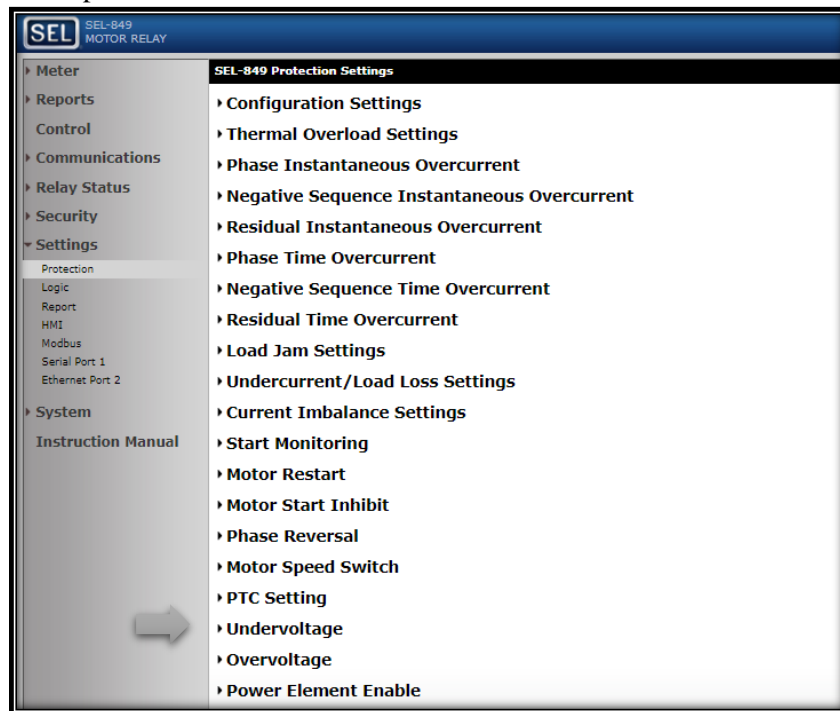 SEL
SEL-849
MOTOR RELAY
Meter
Reports
Control
Communications
Relay Status
Security
Settings
Protection
Logic
Report
HMI
Modbus
Serial Port 1
Ethernet Port 2
System
Instruction Manual
SEL-849 Protection Settings
Configuration Settings
Thermal Overload Settings
Phase Instantaneous Overcurrent
Negative Sequence Instantaneous Overcurrent
Residual Instantaneous Overcurrent
Phase Time Overcurrent
Negative Sequence Time Overcurrent
Residual Time Overcurrent
Load Jam Settings
Undercurrent/Load Loss Settings
Current Imbalance Settings
Start Monitoring
Motor Restart
Motor Start Inhibit
Phase Reversal
Motor Speed Switch
PTC Setting
Undervoltage
Overvoltage
Power Element Enable